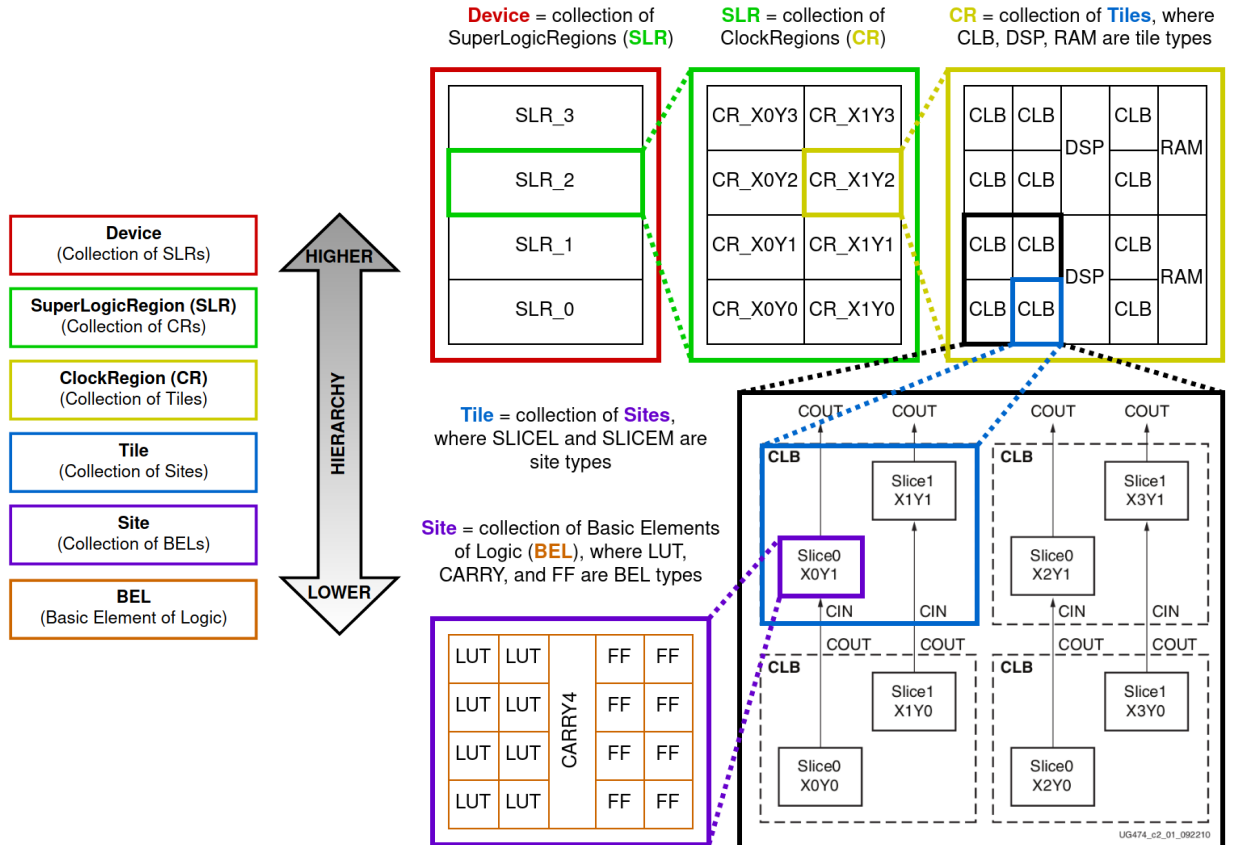 Device = collection of
SuperLogicRegions (SLR)
SLR = collection of
ClockRegions (CR)
CR = collection of Tiles, where
CLB, DSP, RAM are tile types
Device
(Collection of SLRs)
SuperLogicRegion (SLR)
(Collection of CRs)
ClockRegion (CR)
(Collection of Tiles)
Tile
(Collection of Sites)
Site
(Collection of BELs)
BEL
(Basic Element of Logic)
HIGHER
HIERARCHY
LOWER
SLR_3
SLR_2
SLR_1
SLR_0
CR_X0Y3 CR_X1Y3
CR_X0Y2 CR_X1Y2
CR_X0Y1 CR_X1Y1
CR_X0Y0 CR_X1Y0
CLB CLB CLB
DSP RAM
CLB CLB CLB
CLB CLB CLB
DSP RAM
CLB CLB CLB
Tile = collection of Sites,
where SLICEL and SLICEM are
site types
Site = collection of Basic Elements
of Logic (BEL), where LUT,
CARRY, and FF are BEL types
LUT LUT FF FF
LUT LUT FF FF
LUT LUT FF FF
LUT LUT FF FF
CARRY4
COUT COUT COUT COUT
CLB CLB
Slice1
X1Y1
Slice1
X3Y1
Slice0
X0Y1
Slice0
X2Y1
CIN CIN CIN CIN
COUT COUT COUT COUT
CLB CLB
Slice1
X1Y0
Slice1
X3Y0
Slice0
X0Y0
Slice0
X2Y0
UG474_c2_01_092210